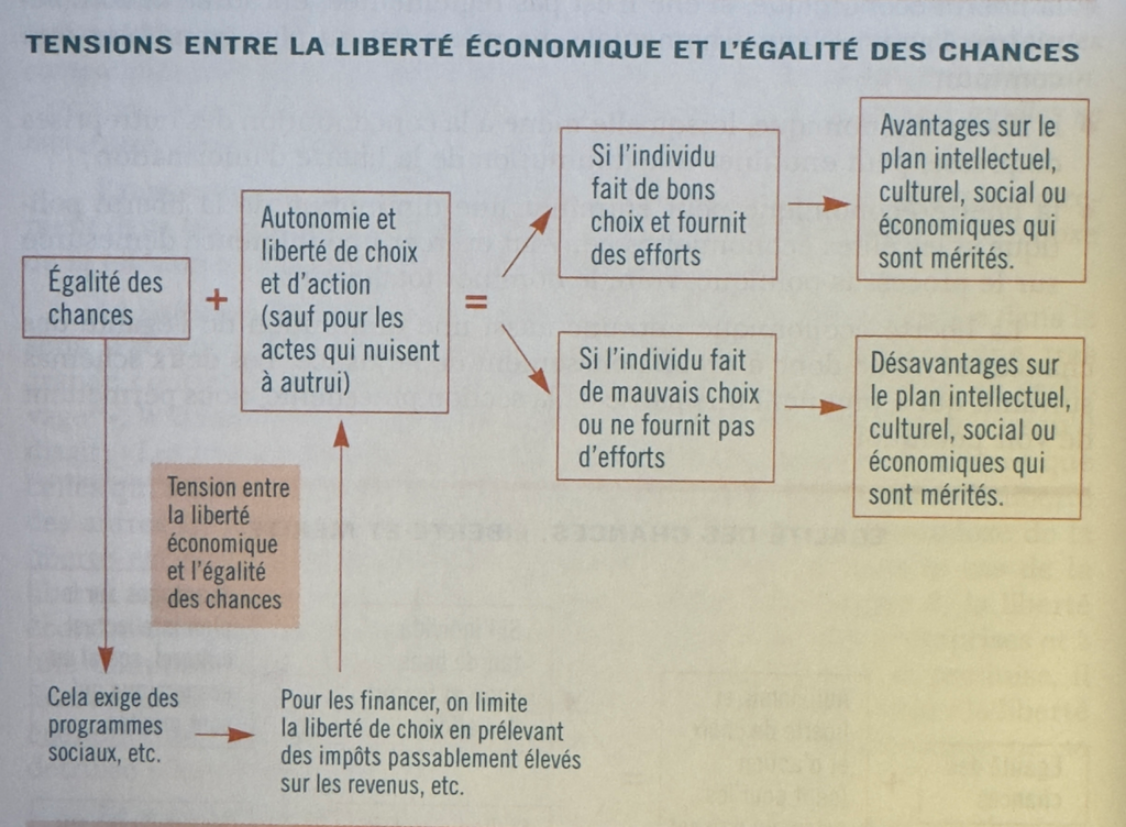 TENSIONS ENTRE LA LIBERTÉ ÉCONOMIQUE ET L'ÉGALITÉ DES CHANCES
Égalité des
chances
+
Autonomie et
liberté de choix
et d'action
(sauf pour les
actes qui nuisent
à autrui)
=
Si l'individu
fait de bons
choix et fournit
des efforts
Avantages sur le
plan intellectuel,
culturel, social ou
économiques qui
sont mérités.
Si l'individu fait
de mauvais choix
ou ne fournit pas
d'efforts
Désavantages sur
le plan intellectuel,
culturel, social ou
économiques qui
sont mérités.
Tension entre
la liberté
économique
et l'égalité
des chances
Cela exige des
programmes
sociaux, etc.
Pour les financer, on limite
la liberté de choix en prélevant
des impôts passablement élevés
sur les revenus, etc.